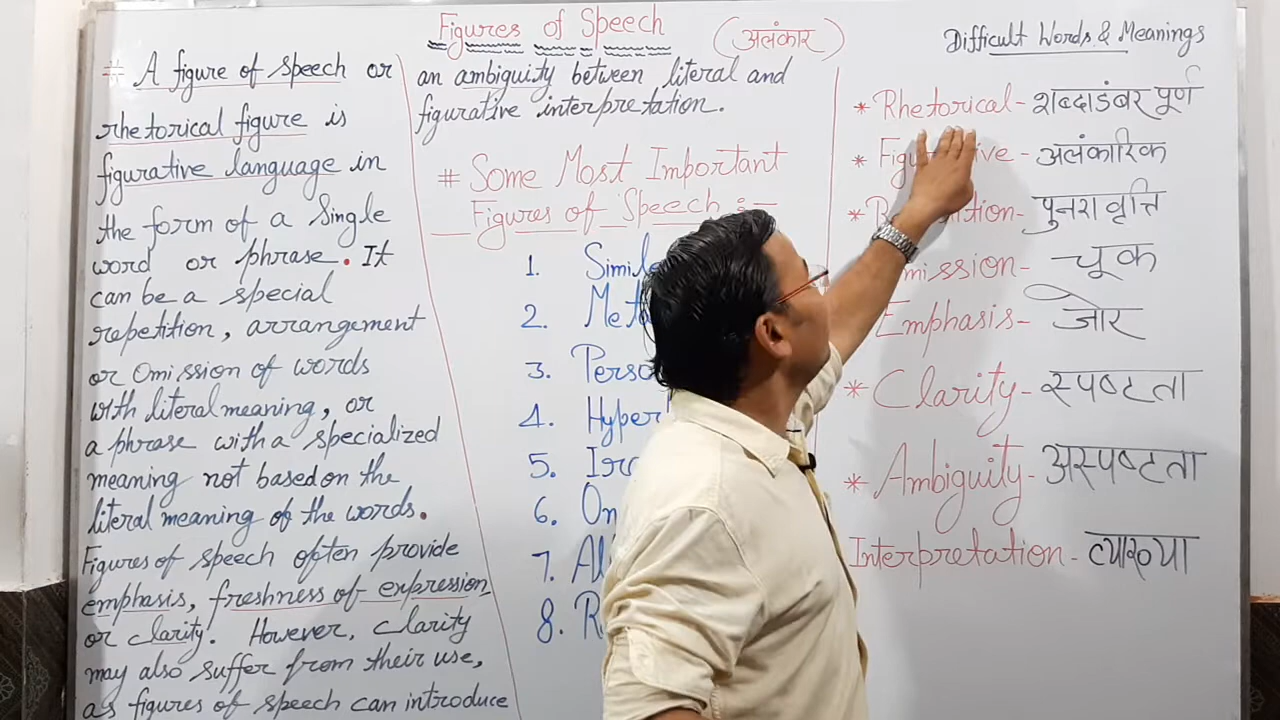 Figures of Speech (अलंकार)
# A figure of speech or
rhetorical figure is
figurative language in
the form of a single
word or phrase. It
can be a special
repetition, arrangement
or Omission of words
with literal meaning, or
a phrase with a specialized
meaning not based on the
literal meaning of the words.
Figures of speech often provide
emphasis, freshness of expression,
or clarity. However, clarity
may also suffer from their use,
as figures of speech can introduce
an ambiguity between literal and
figurative interpretation.
# Some Most Important
Figures of Speech :-
1. Simile
2.
3.
4.
5.
6.
7.
8.
Difficult Words & Meanings
* Rhetorical - शब्दाडंबर पूर्ण
* - अलंकारिक
* - पुनरावृत्ति
- चूक
Emphasis - जोर
* Clarity - स्पष्टता
* Ambiguity - अस्पष्टता
Interpretation - व्याख्या